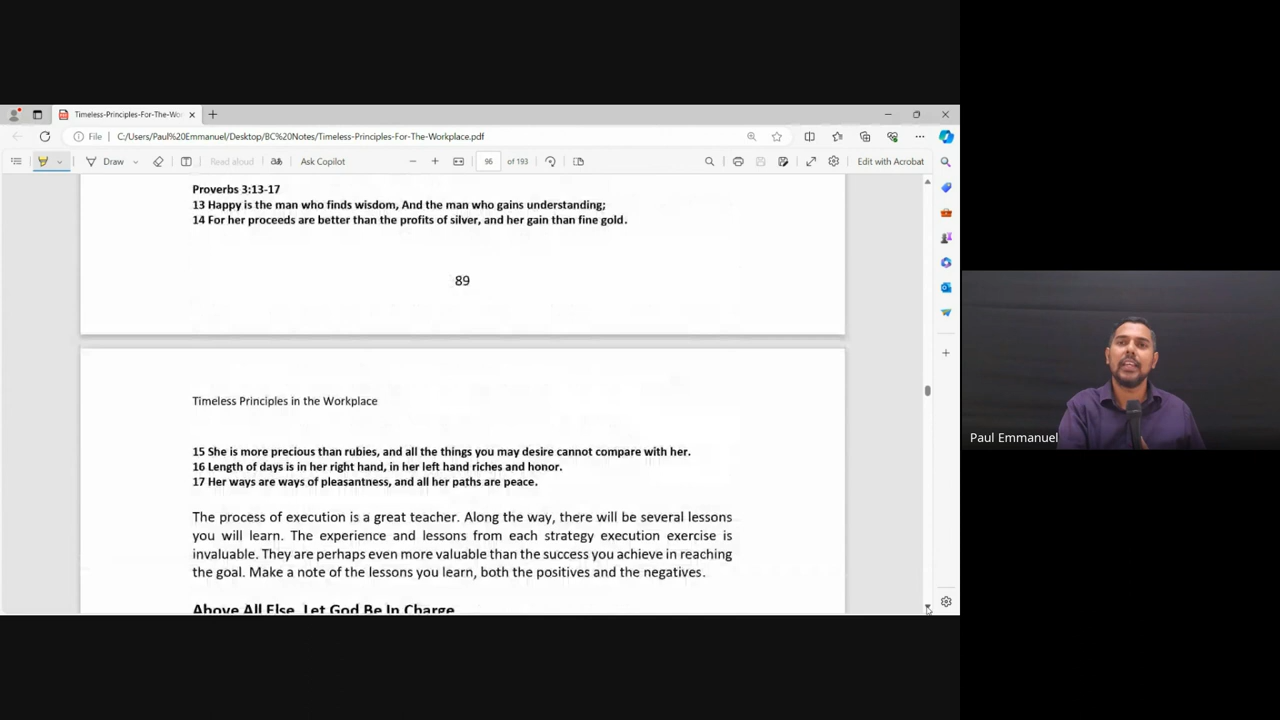 Timeless-Principles-For-The-Wo
File
C:/Users/Paul%20Emmanuel/Desktop/BC%20Notes/Timeless-Principles-For-The-Workplace.pdf
Draw
Read aloud
Ask Copilot
96 of 193
Edit with Acrobat
Proverbs 3:13-17
13 Happy is the man who finds wisdom, And the man who gains understanding;
14 For her proceeds are better than the profits of silver, and her gain than fine gold.
89
Timeless Principles in the Workplace
15 She is more precious than rubies, and all the things you may desire cannot compare with her.
16 Length of days is in her right hand, in her left hand riches and honor.
17 Her ways are ways of pleasantness, and all her paths are peace.
The process of execution is a great teacher. Along the way, there will be several lessons
you will learn. The experience and lessons from each strategy execution exercise is
invaluable. They are perhaps even more valuable than the success you achieve in reaching
the goal. Make a note of the lessons you learn, both the positives and the negatives.
Above All Else, Let God Be In Charge
Paul Emmanuel